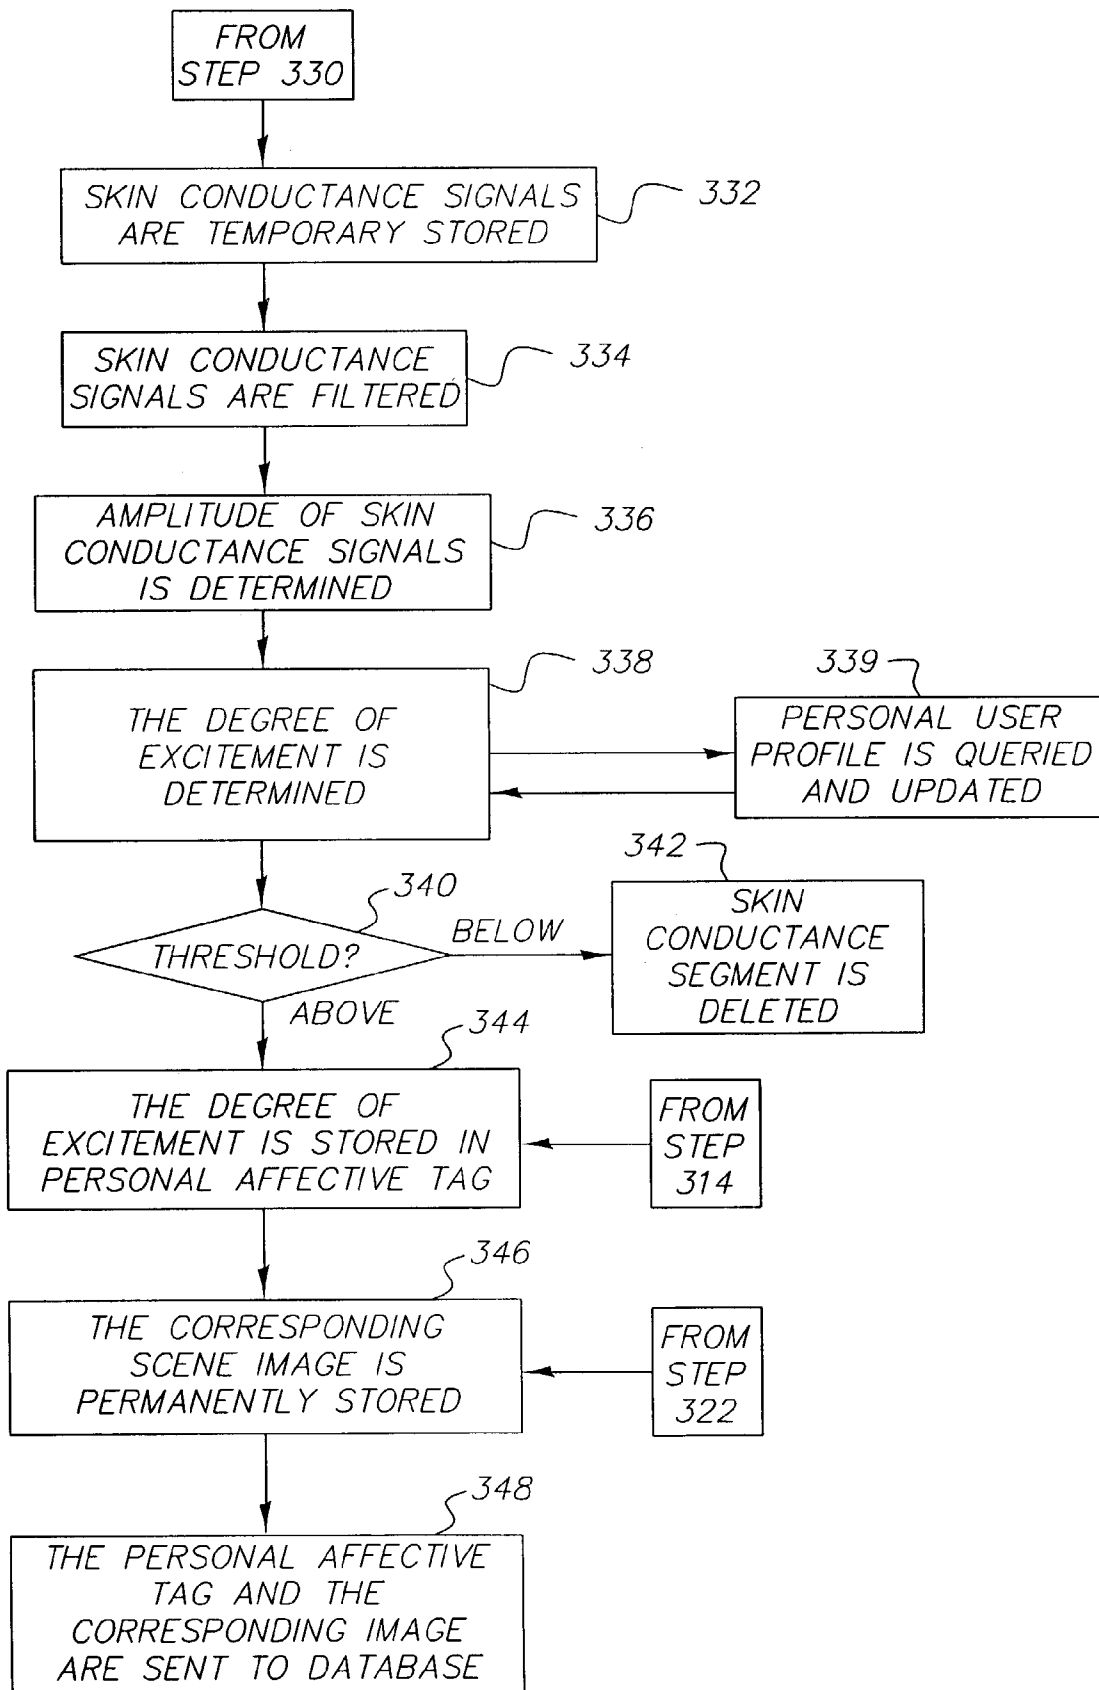 FROM
STEP 330
SKIN CONDUCTANCE SIGNALS
ARE TEMPORARY STORED
332
SKIN CONDUCTANCE
SIGNALS ARE FILTERED
334
AMPLITUDE OF SKIN
CONDUCTANCE SIGNALS
IS DETERMINED
336
THE DEGREE OF
EXCITEMENT IS
DETERMINED
338
339
PERSONAL USER
PROFILE IS QUERIED
AND UPDATED
340
THRESHOLD?
BELOW
342
SKIN
CONDUCTANCE
SEGMENT IS
DELETED
ABOVE
344
THE DEGREE OF
EXCITEMENT IS STORED IN
PERSONAL AFFECTIVE TAG
FROM
STEP
314
346
THE CORRESPONDING
SCENE IMAGE IS
PERMANENTLY STORED
FROM
STEP
322
348
THE PERSONAL AFFECTIVE
TAG AND THE
CORRESPONDING IMAGE
ARE SENT TO DATABASE